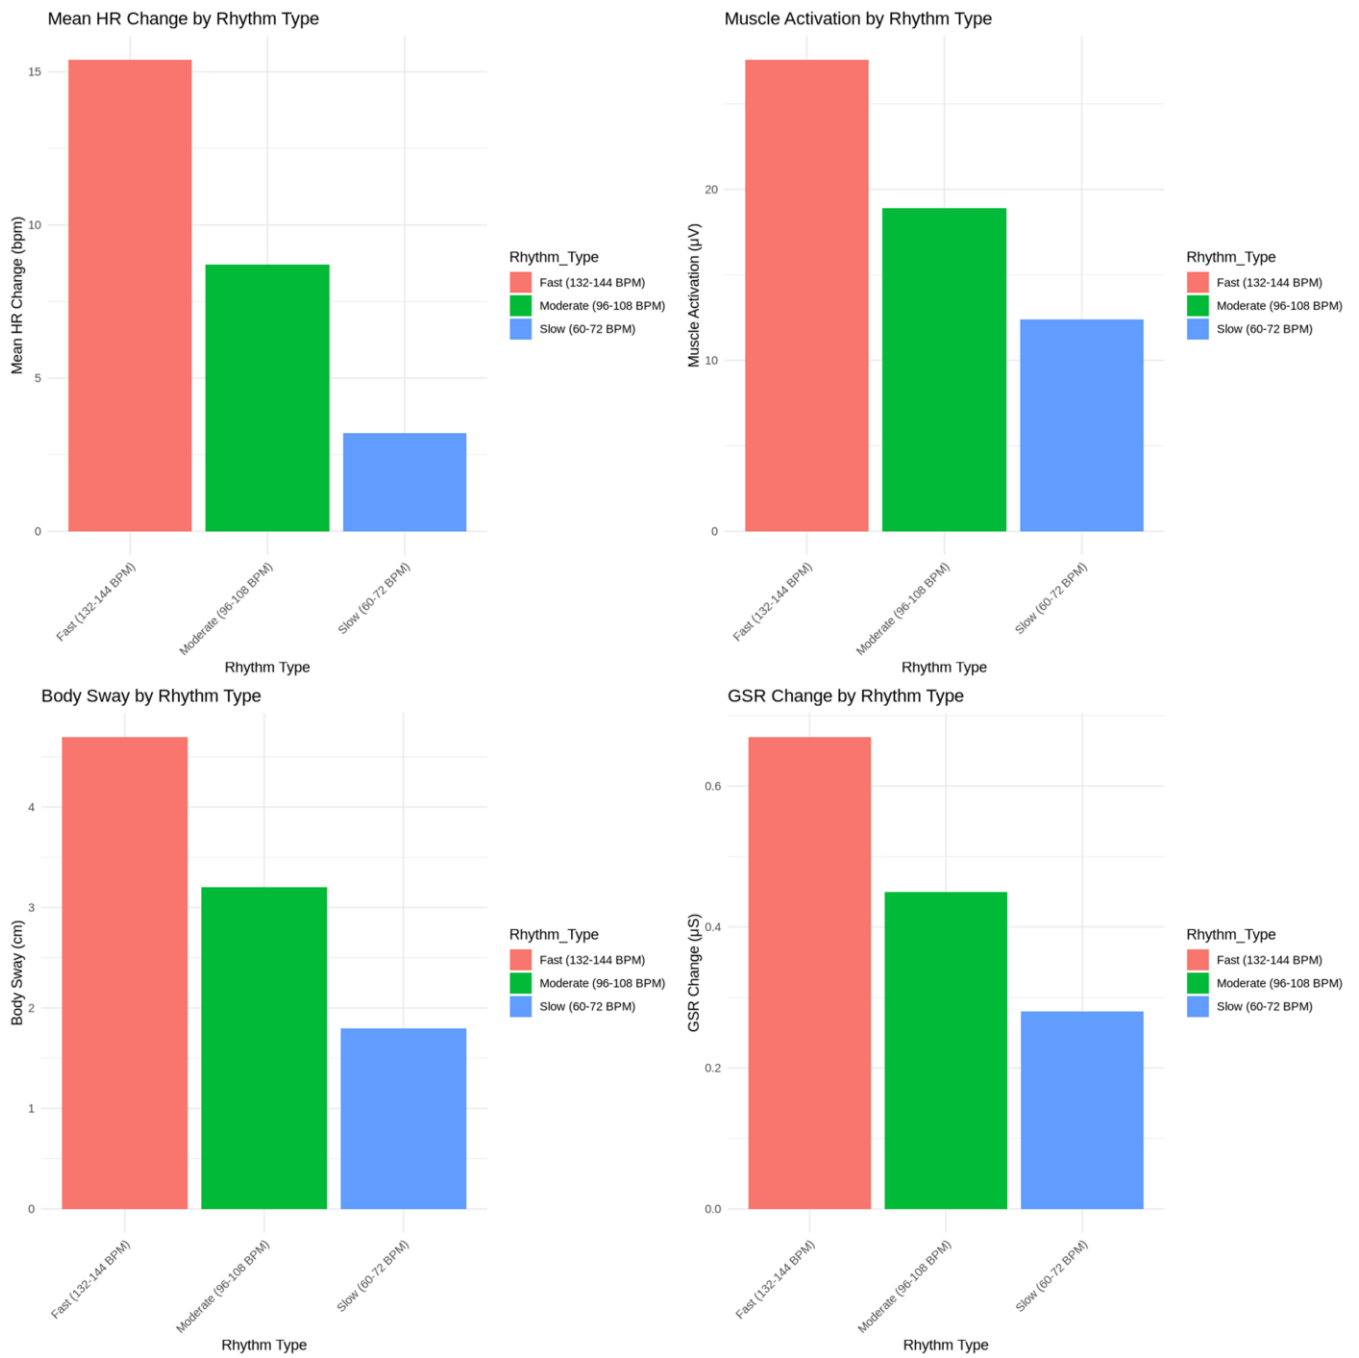 Mean HR Change by Rhythm Type
Mean HR Change (bpm)
15
10
5
0
Fast (132-144 BPM)
Moderate (96-108 BPM)
Slow (60-72 BPM)
Rhythm Type
Rhythm_Type
Fast (132-144 BPM)
Moderate (96-108 BPM)
Slow (60-72 BPM)
Muscle Activation by Rhythm Type
Muscle Activation (µV)
20
10
0
Fast (132-144 BPM)
Moderate (96-108 BPM)
Slow (60-72 BPM)
Rhythm Type
Rhythm_Type
Fast (132-144 BPM)
Moderate (96-108 BPM)
Slow (60-72 BPM)
Body Sway by Rhythm Type
Body Sway (cm)
4
3
2
1
0
Fast (132-144 BPM)
Moderate (96-108 BPM)
Slow (60-72 BPM)
Rhythm Type
Rhythm_Type
Fast (132-144 BPM)
Moderate (96-108 BPM)
Slow (60-72 BPM)
GSR Change by Rhythm Type
GSR Change (µS)
0.6
0.4
0.2
0.0
Fast (132-144 BPM)
Moderate (96-108 BPM)
Slow (60-72 BPM)
Rhythm Type
Rhythm_Type
Fast (132-144 BPM)
Moderate (96-108 BPM)
Slow (60-72 BPM)